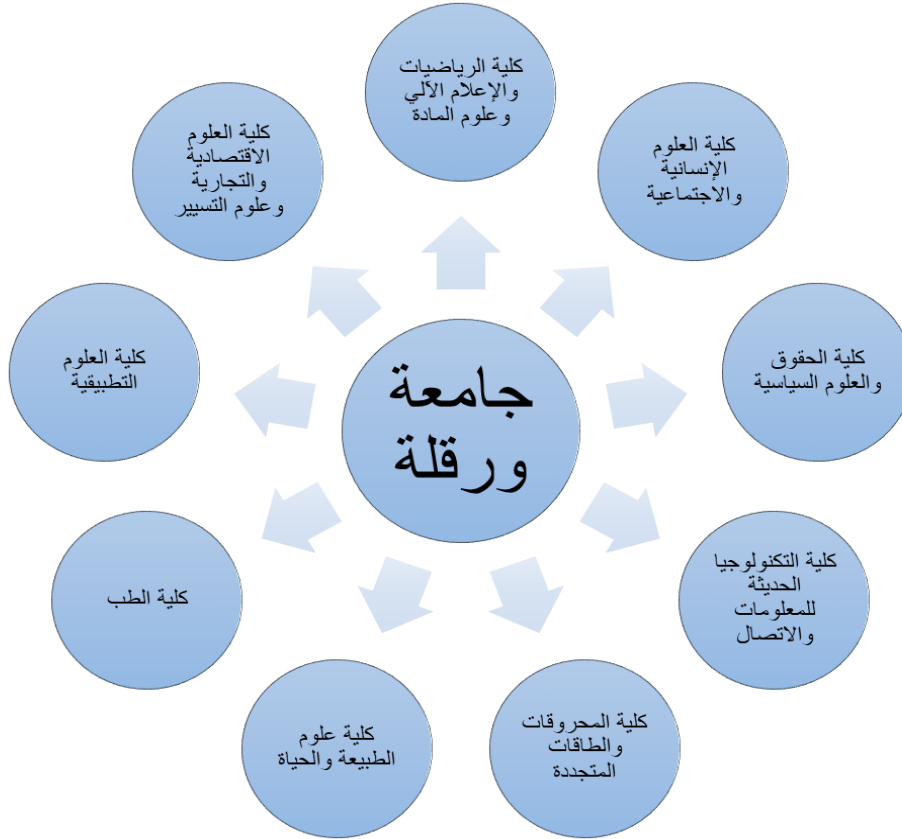 كلية الرياضيات
والإعلام الآلي
وعلوم المادة
كلية العلوم
الإنسانية
والاجتماعية
كلية الحقوق
والعلوم السياسية
كلية التكنولوجيا
الحديثة
للمعلومات
والاتصال
كلية المحروقات
والطاقات
المتجددة
كلية علوم
الطبيعة والحياة
كلية الطب
كلية العلوم
التطبيقية
كلية العلوم
الاقتصادية
والتجارية
وعلوم التسيير
جامعة
ورقلة